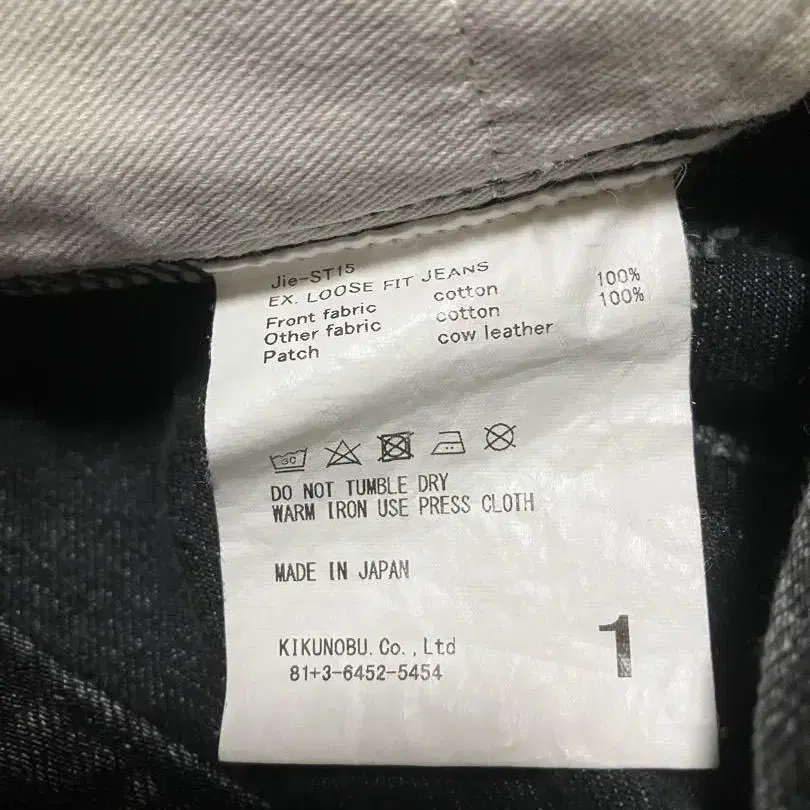 Jie-ST15
EX. LOOSE FIT JEANS
Front fabric cotton 100%
Other fabric cotton 100%
Patch cow leather
30
DO NOT TUMBLE DRY
WARM IRON USE PRESS CLOTH
MADE IN JAPAN
KIKUNOBU. Co. , Ltd
81+3-6452-5454
1